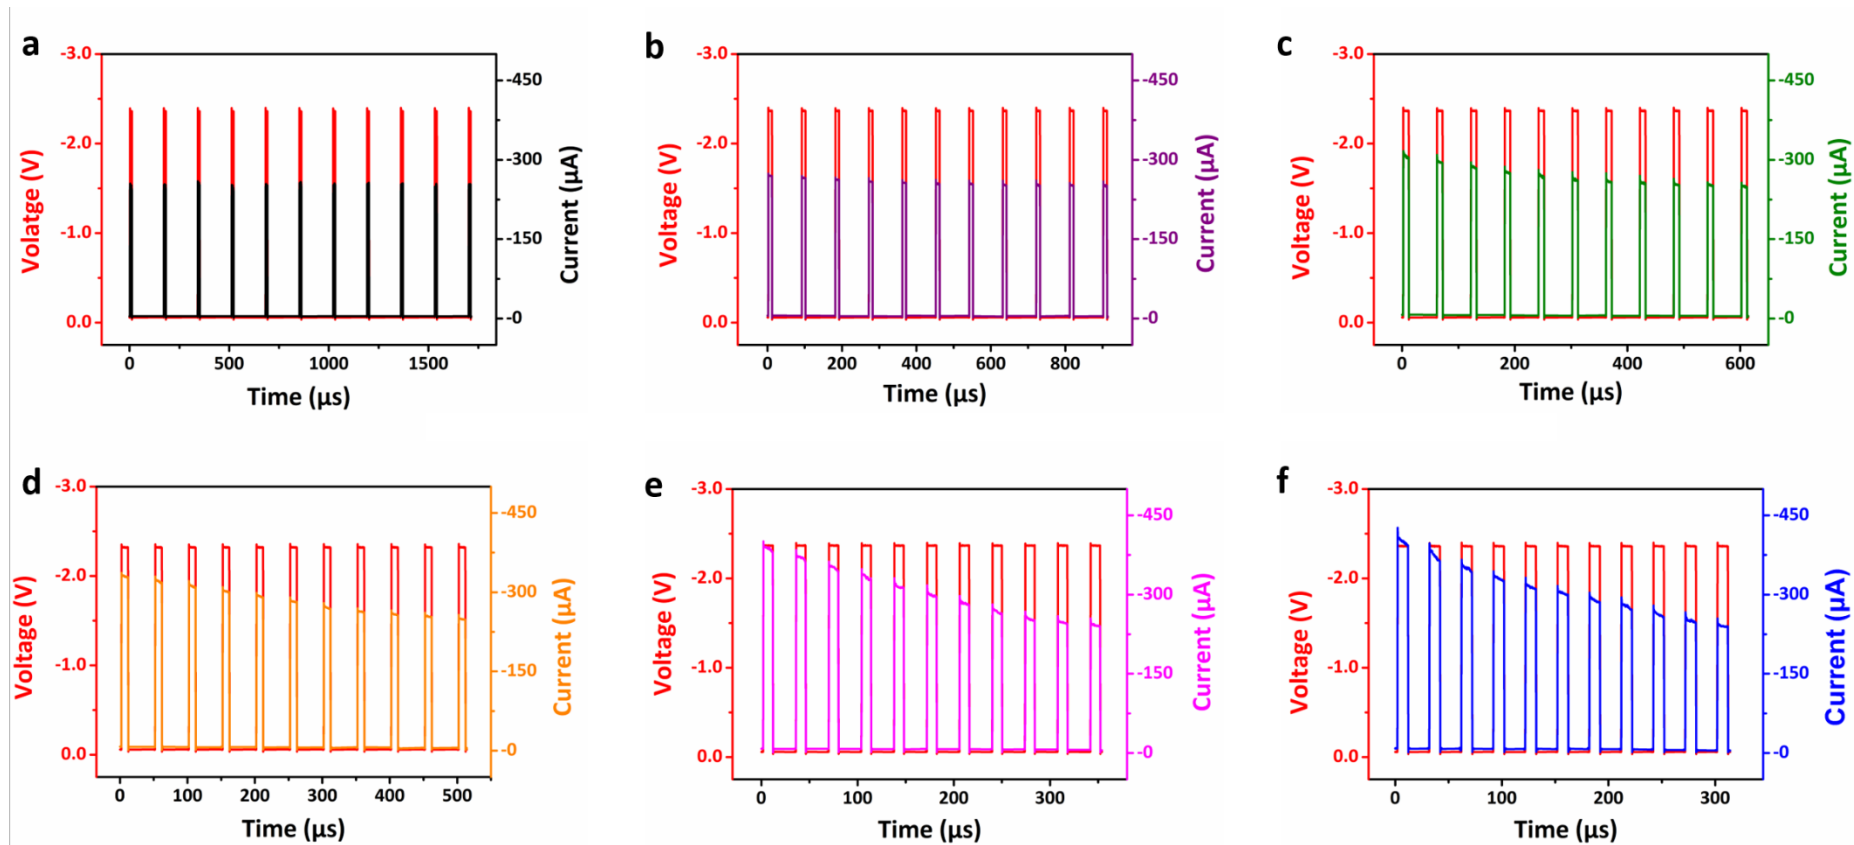 a
-3.0
-2.0
-1.0
0.0
Volatge (V)
-450
-300
-150
-0
Current (μA)
0 500 1000 1500
Time (μs)
b
-3.0
-2.0
-1.0
0.0
Voltage (V)
-450
-300
-150
-0
Current (μA)
0 200 400 600 800
Time (μs)
c
-3.0
-2.0
-1.0
0.0
Voltage (V)
-450
-300
-150
-0
Current (μA)
0 200 400 600
Time (μs)
d
-3.0
-2.0
-1.0
0.0
Voltage (V)
-450
-300
-150
-0
Current (μA)
0 100 200 300 400 500
Time (μs)
e
-3.0
-2.0
-1.0
0.0
Voltage (V)
-450
-300
-150
-0
Current (μA)
0 100 200 300
Time (μs)
f
-3.0
-2.0
-1.0
0.0
Voltage (V)
-450
-300
-150
-0
Current (μA)
0 100 200 300
Time (μs)